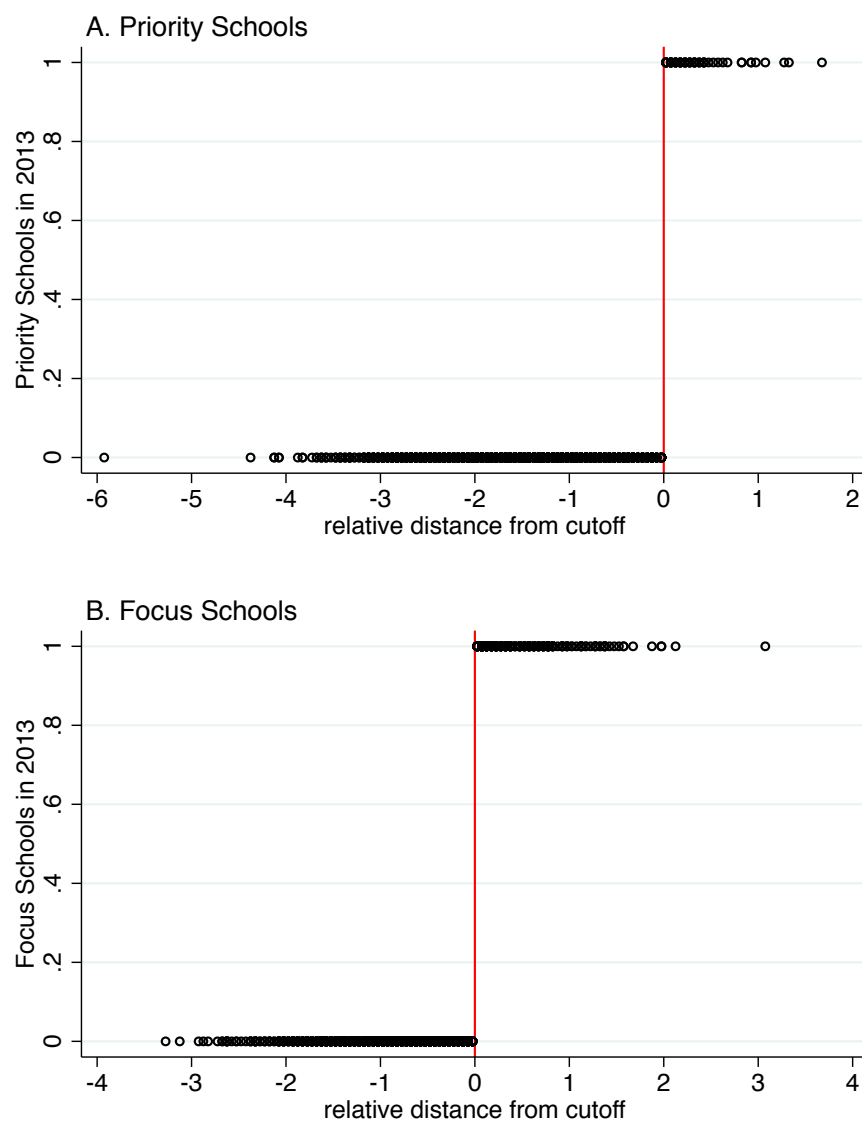 A. Priority Schools
Priority Schools in 2013
1
.8
.6
.4
.2
0
-6 -5 -4 -3 -2 -1 0 1 2
relative distance from cutoff
B. Focus Schools
Focus Schools in 2013
1
.8
.6
.4
.2
0
-4 -3 -2 -1 0 1 2 3 4
relative distance from cutoff